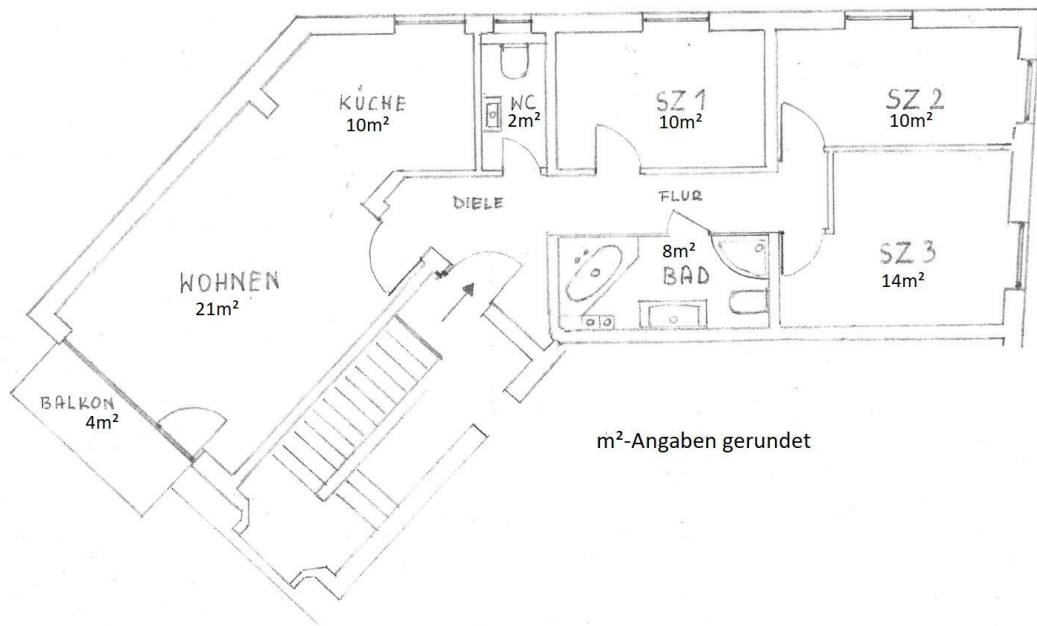 KÜCHE
10m²
WC
2m²
SZ 1
10m²
SZ 2
10m²
DIELE
FLUR
8m²
BAD
SZ 3
14m²
WOHNEN
21m²
BALKON
4m²
m²-Angaben gerundet